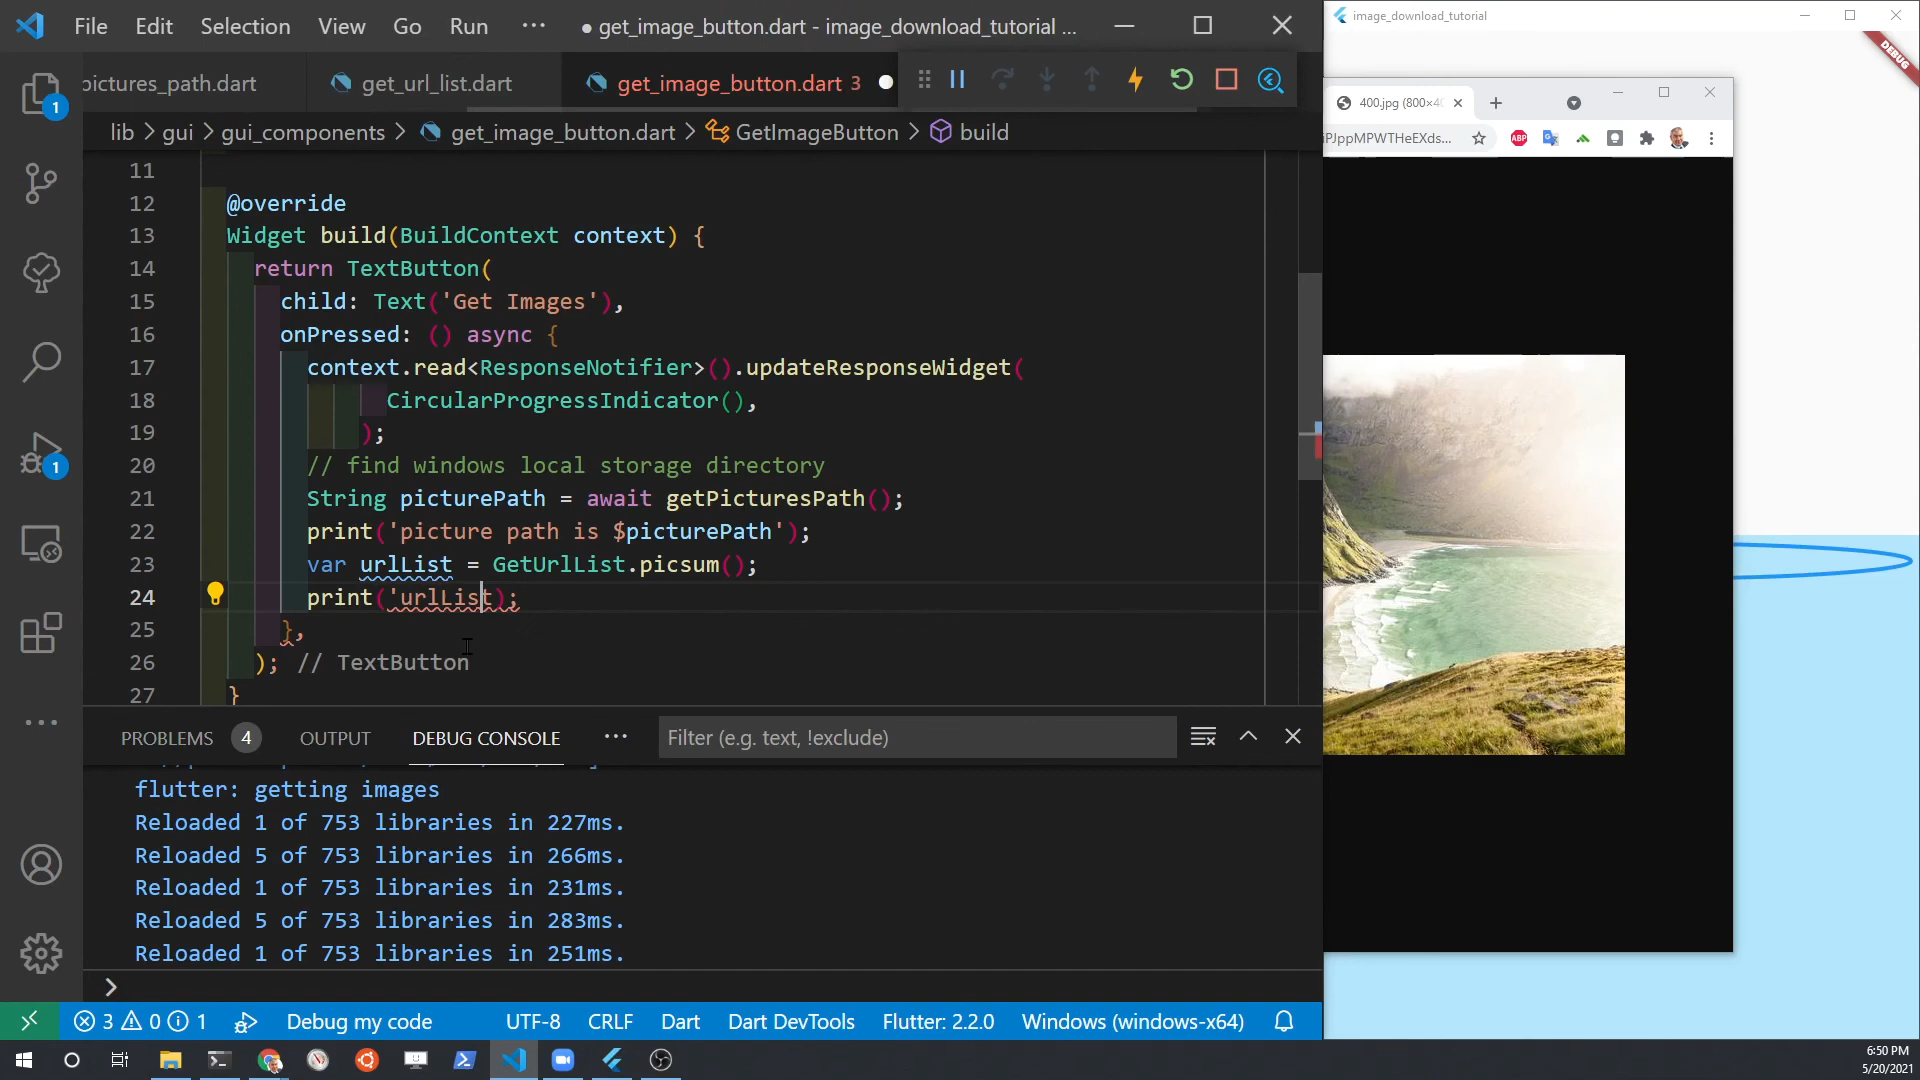 File Edit Selection View Go Run ··· ● get_image_button.dart - image_download_tutorial ...
image_download_tutorial
DEBUG
pictures_path.dart get_url_list.dart get_image_button.dart 3
400.jpg (800×4
iPJppMPWTHeEXds...
ABP
lib > gui > gui_components > get_image_button.dart > GetImageButton > build
11
12 @override
13 Widget build(BuildContext context) {
14 return TextButton(
15 child: Text('Get Images'),
16 onPressed: () async {
17 context.read<ResponseNotifier>().updateResponseWidget(
18 CircularProgressIndicator(),
19 );
20 // find windows local storage directory
21 String picturePath = await getPicturesPath();
22 print('picture path is $picturePath');
23 var urlList = GetUrlList.picsum();
24 print('urlList);
25 },
26 ); // TextButton
27 }
1
1
PROBLEMS 4 OUTPUT DEBUG CONSOLE ··· Filter (e.g. text, !exclude)
flutter: getting images
Reloaded 1 of 753 libraries in 227ms.
Reloaded 5 of 753 libraries in 266ms.
Reloaded 1 of 753 libraries in 231ms.
Reloaded 5 of 753 libraries in 283ms.
Reloaded 1 of 753 libraries in 251ms.
>
3 0 1 Debug my code UTF-8 CRLF Dart Dart DevTools Flutter: 2.2.0 Windows (windows-x64)
6:50 PM
5/20/2021